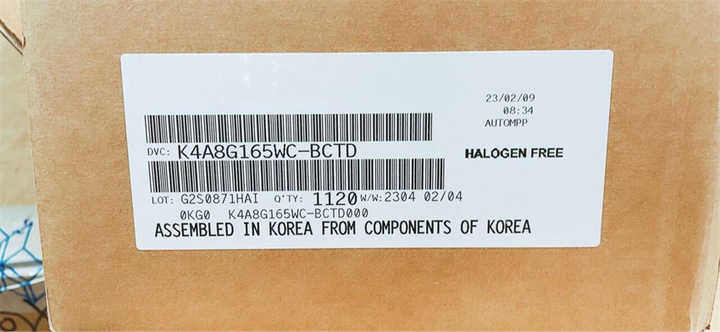 23/02/09
08:34
AUTOMPP
DVC: K4A8G165WC-BCTD
HALOGEN FREE
LOT: G2S0871HAI Q'TY: 1120 W/W:2304 02/04
0KG0 K4A8G165WC-BCTD000
ASSEMBLED IN KOREA FROM COMPONENTS OF KOREA